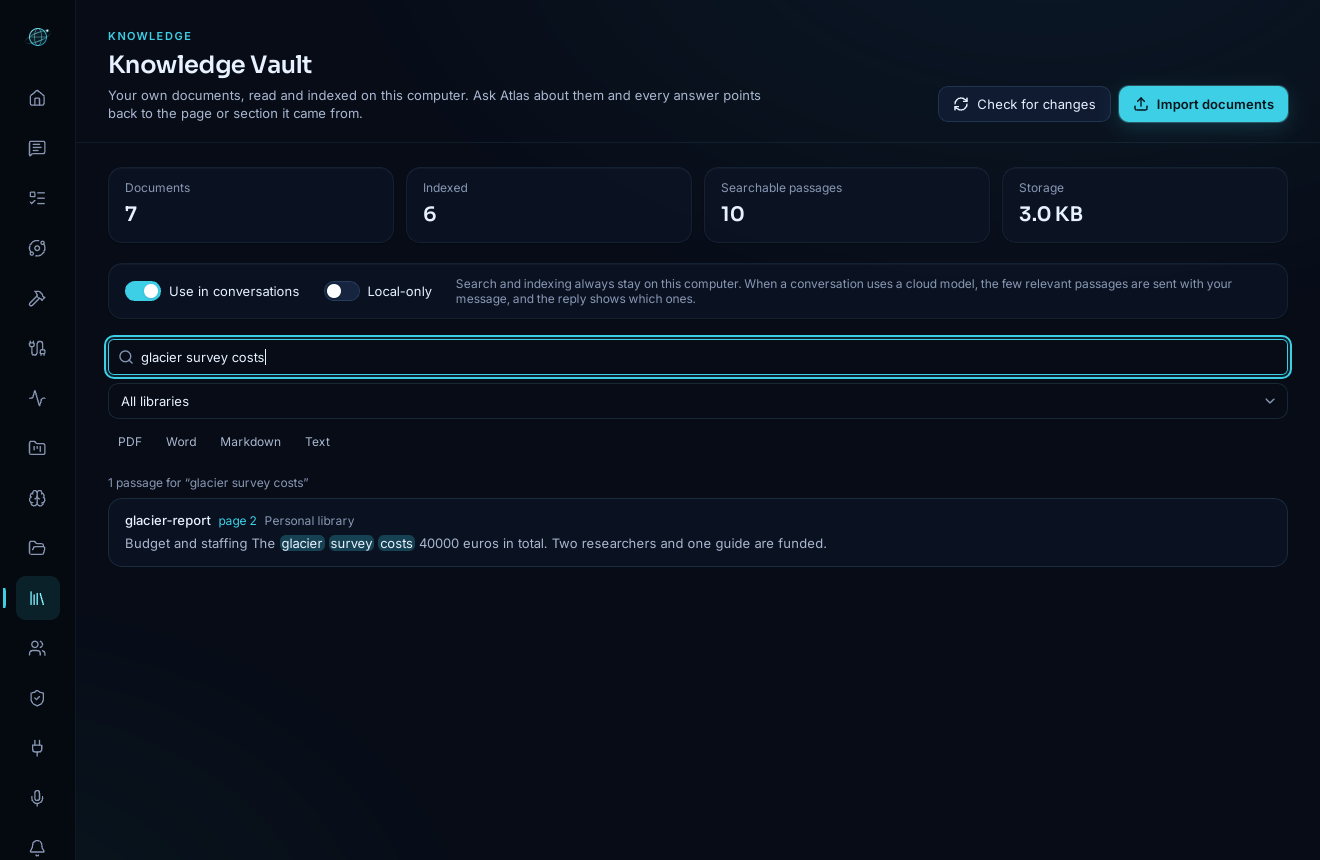 KNOWLEDGE
Knowledge Vault
Your own documents, read and indexed on this computer. Ask Atlas about them and every answer points
back to the page or section it came from.
Check for changes
Import documents
Documents
7
Indexed
6
Searchable passages
10
Storage
3.0 KB
Use in conversations
Local-only
Search and indexing always stay on this computer. When a conversation uses a cloud model, the few relevant passages are sent with your
message, and the reply shows which ones.
glacier survey costs
All libraries
PDF Word Markdown Text
1 passage for “glacier survey costs”
glacier-report page 2 Personal library
Budget and staffing The glacier survey costs 40000 euros in total. Two researchers and one guide are funded.